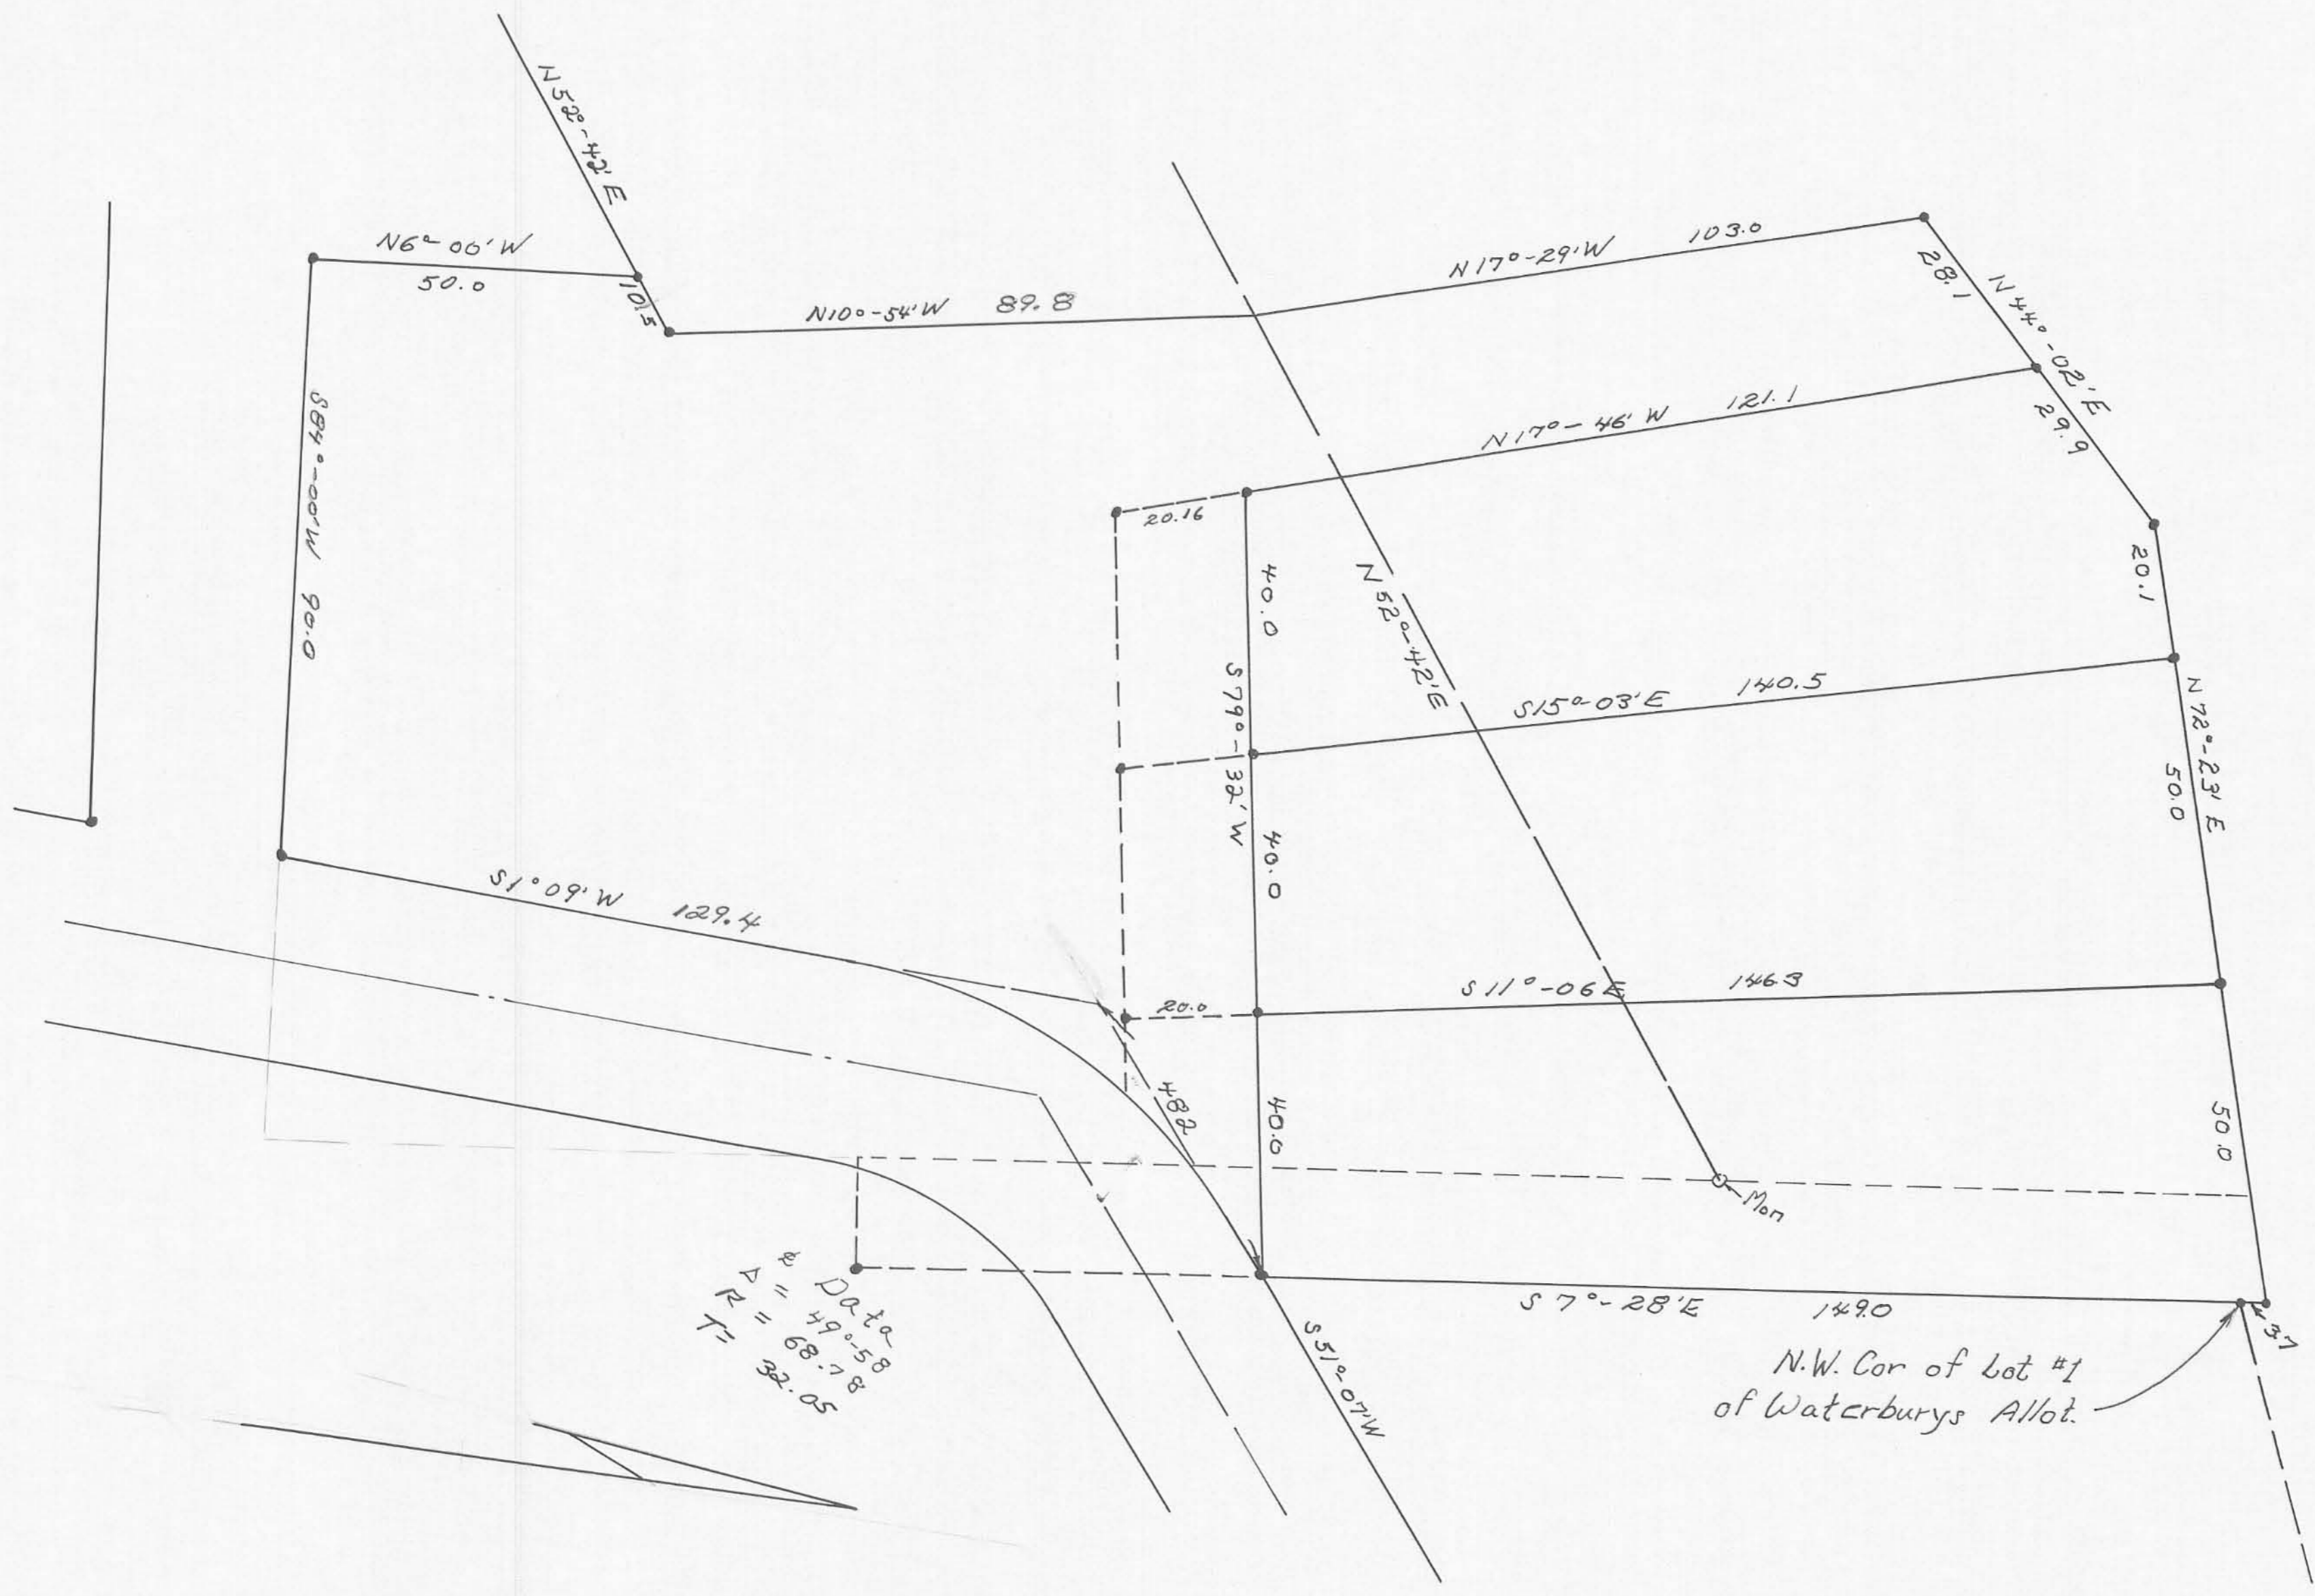 N52°-42'E
N6°-00'W
50.0
10.5
N10°-54'W 89.8
N17°-29'W 103.0
28.1
N44°-02'E
29.9
N17°-46'W 121.1
20.16
40.0
S84°-00'W 90.0
N52°-42'E
S79°-32'W
S15°-03'E 140.5
20.1
N72°-23'E
50.0
40.0
S1°09'W 129.4
S11°-06E 146.3
20.0
482
40.0
50.0
Mon
S7°-28'E 149.0
37
S51°-07'W
Data
Δ = 49°-58
R = 68.78
T = 32.05
N.W. Cor of Lot #1
of Waterburys Allot.